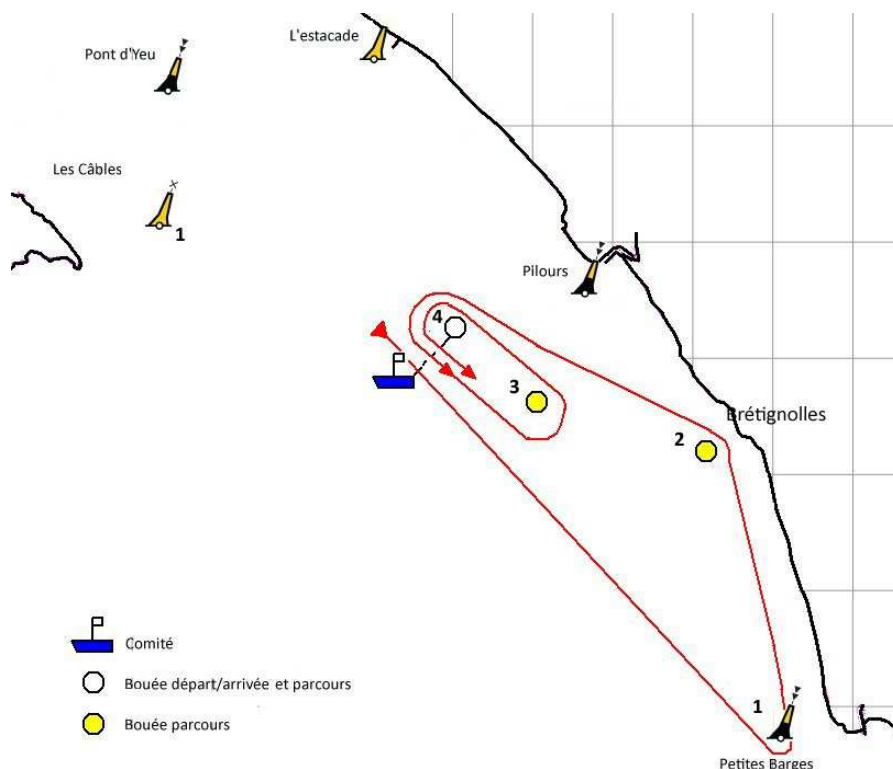 L'estacade
Pont d'Yeu
Les Câbles
1
Pilours
4
3
Brétignolles
2
Comité
Bouée départ/arrivée et parcours
1
Bouée parcours
Petites Barges